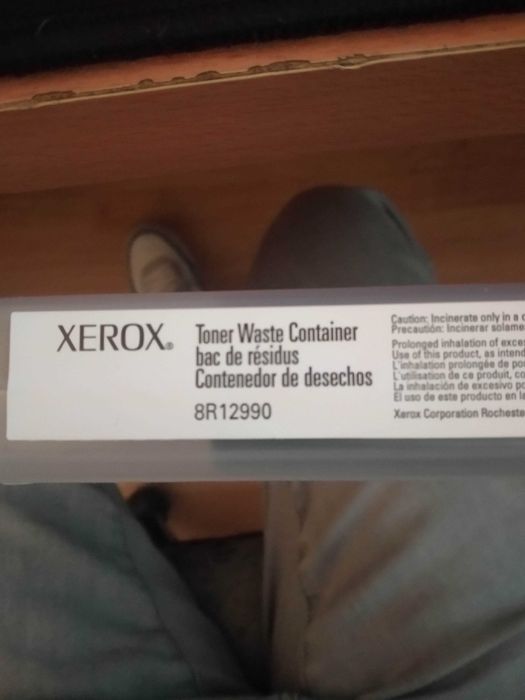 XEROX®
Toner Waste Container
bac de résidus
Contenedor de desechos
8R12990
Caution: Incinerate only in a
Precaución: Incinerar solame
Prolonged inhalation of exce
Use of this product, as intend
L'inhalation prolongée de po
L'utilisation de ce produit, co
La inhalación de excesivo po
El uso de este producto en la
Xerox Corporation Rocheste